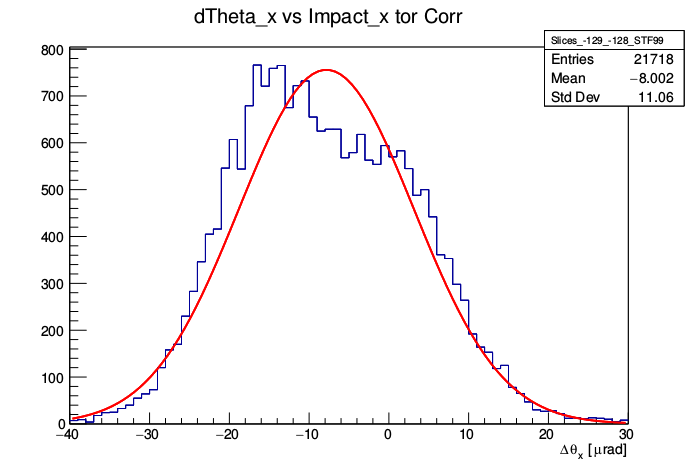 dTheta_x vs Impact_x tor Corr
Slices_-129_-128_STF99
Entries 21718
Mean −8.002
Std Dev 11.06
800
700
600
500
400
300
200
100
0
−40 −30 −20 −10 0 10 20 30
Δθx [μrad]